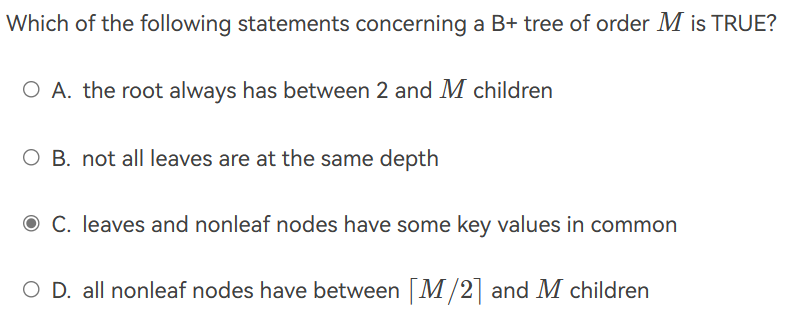 Which of the following statements concerning a B+ tree of order M is TRUE?
A. the root always has between 2 and M children
B. not all leaves are at the same depth
C. leaves and nonleaf nodes have some key values in common
D. all nonleaf nodes have between ⌈M/2⌉ and M children